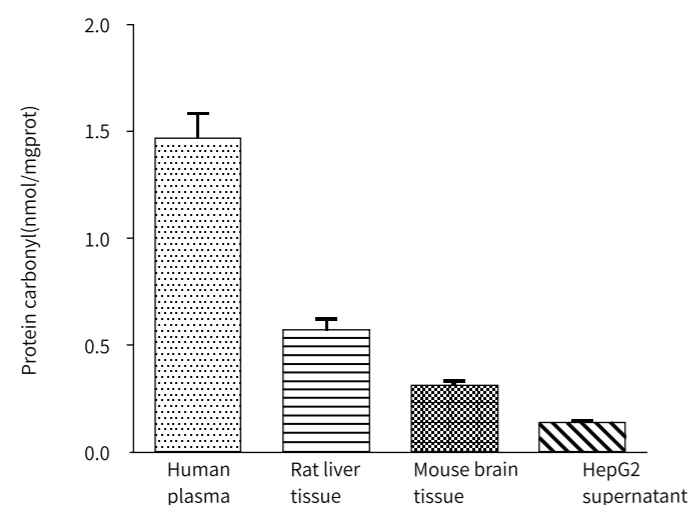 Protein carbonyl(nmol/mgprot)
2.0
1.5
1.0
0.5
0.0
Human
plasma
Rat liver
tissue
Mouse brain
tissue
HepG2
supernatant